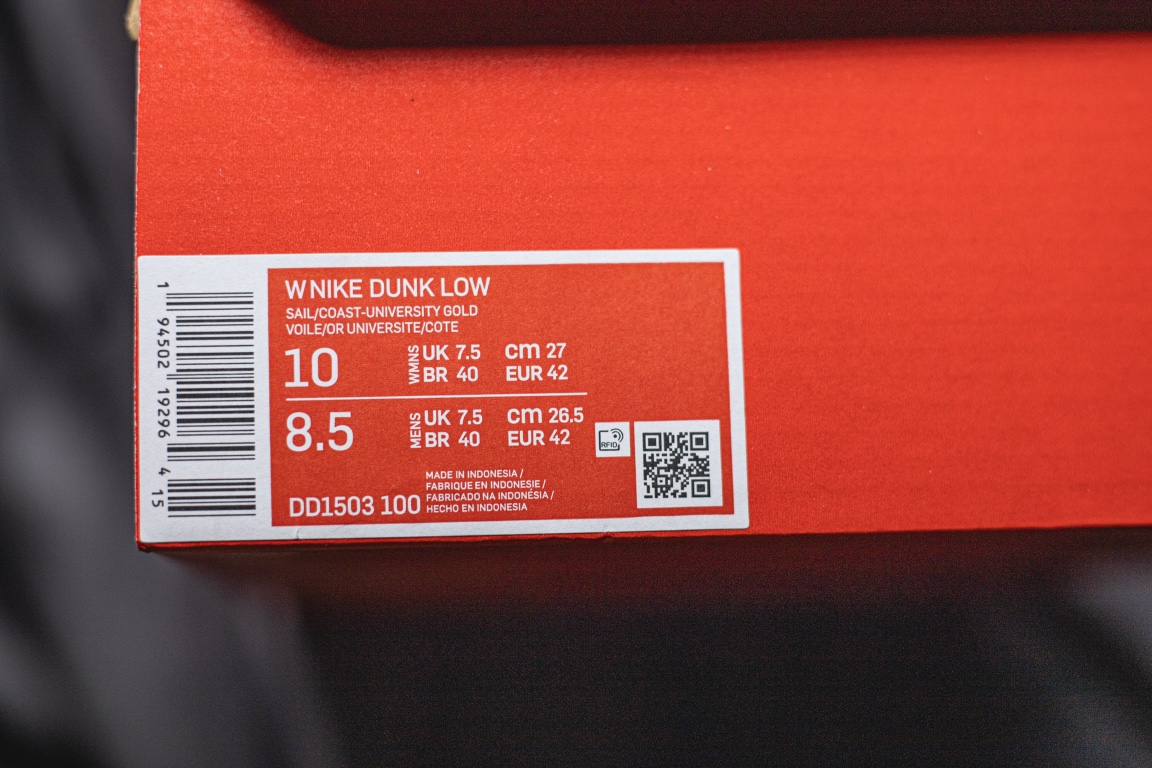 W NIKE DUNK LOW
SAIL/COAST-UNIVERSITY GOLD
VOILE/OR UNIVERSITE/COTE
10 WMNS UK 7.5 cm 27
BR 40 EUR 42
8.5 MENS UK 7.5 cm 26.5
BR 40 EUR 42
RFID
MADE IN INDONESIA /
FABRIQUE EN INDONESIE /
FABRICADO NA INDONÉSIA /
HECHO EN INDONESIA
DD1503 100
1 94502 19296 4 15